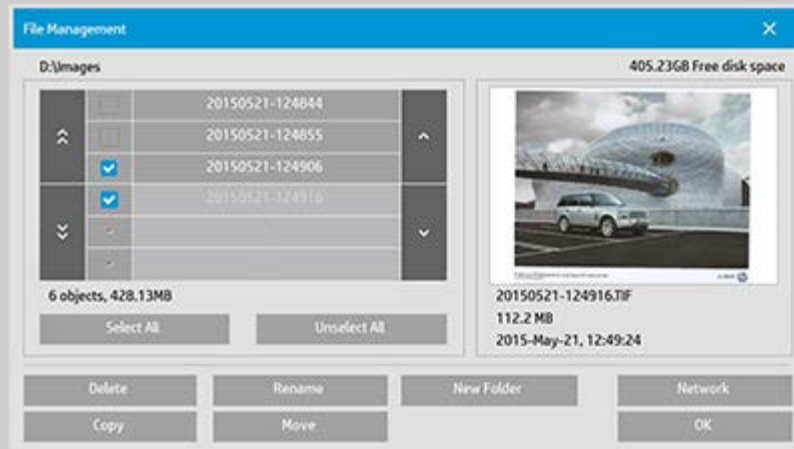 File Management
D:\Images
405.23GB Free disk space
20150521-124844
20150521-124855
20150521-124906
20150521-124916
6 objects, 428.13MB
Select All
Unselect All
20150521-124916.TIF
112.2 MB
2015-May-21, 12:49:24
Delete
Rename
New Folder
Network
Copy
Move
OK